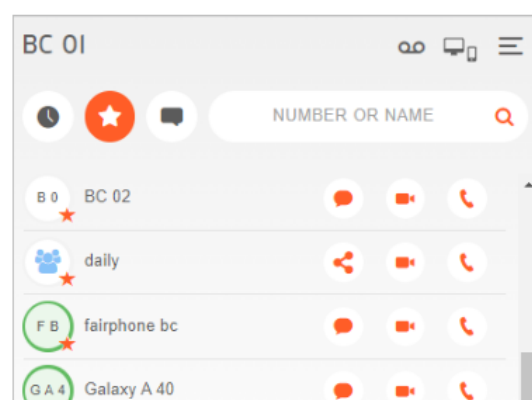 BC 01
NUMBER OR NAME
B 0 BC 02
daily
F B fairphone bc
G A 4 Galaxy A 40